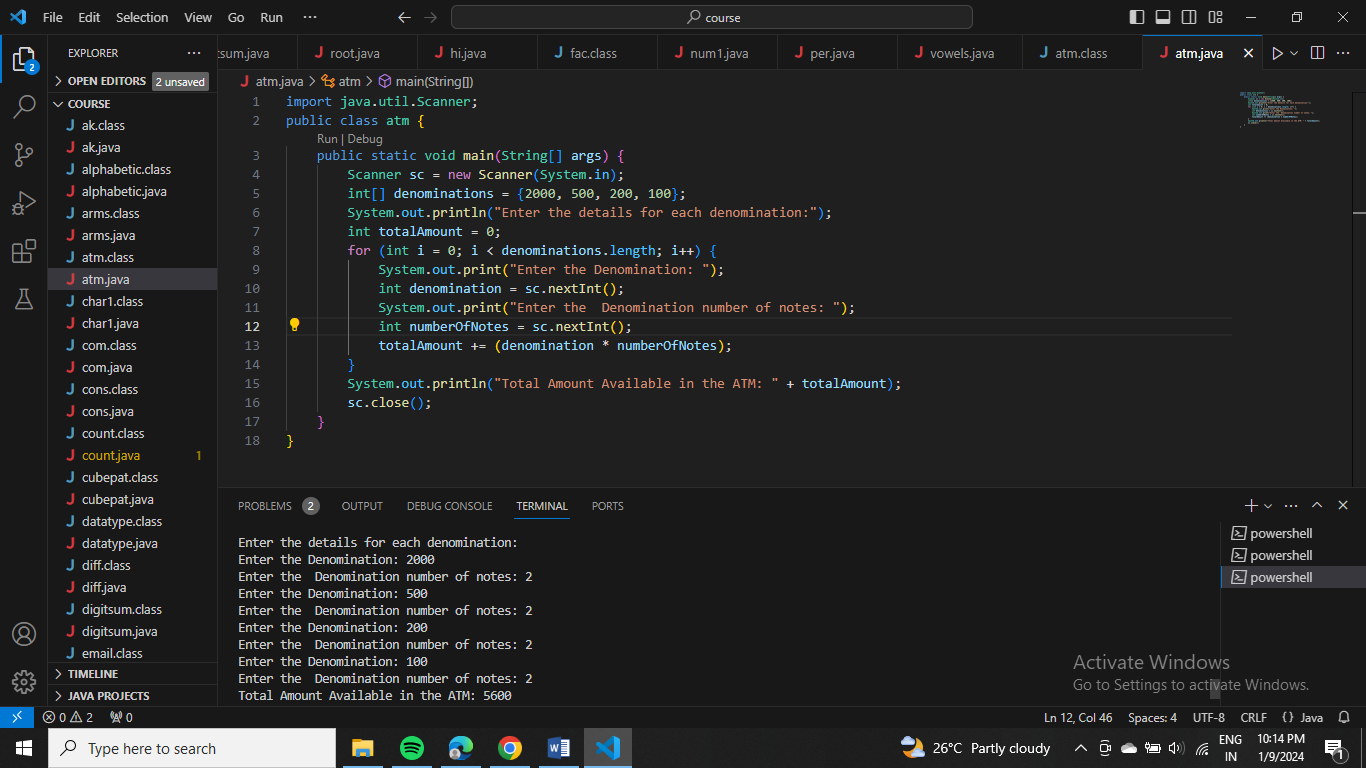 File Edit Selection View Go Run ··· course
EXPLORER ···
OPEN EDITORS 2 unsaved
COURSE
ak.class
ak.java
alphabetic.class
alphabetic.java
arms.class
arms.java
atm.class
atm.java
char1.class
char1.java
com.class
com.java
cons.class
cons.java
count.class
count.java 1
cubepat.class
cubepat.java
datatype.class
datatype.java
diff.class
diff.java
digitsum.class
digitsum.java
email.class
TIMELINE
JAVA PROJECTS
2
tsum.java root.java hi.java fac.class num1.java per.java vowels.java atm.class atm.java
atm.java > atm > main(String[])
1 import java.util.Scanner;
2 public class atm {
Run | Debug
3 public static void main(String[] args) {
4 Scanner sc = new Scanner(System.in);
5 int[] denominations = {2000, 500, 200, 100};
6 System.out.println("Enter the details for each denomination:");
7 int totalAmount = 0;
8 for (int i = 0; i < denominations.length; i++) {
9 System.out.print("Enter the Denomination: ");
10 int denomination = sc.nextInt();
11 System.out.print("Enter the  Denomination number of notes: ");
12 int numberOfNotes = sc.nextInt();
13 totalAmount += (denomination * numberOfNotes);
14 }
15 System.out.println("Total Amount Available in the ATM: " + totalAmount);
16 sc.close();
17 }
18 }
PROBLEMS 2 OUTPUT DEBUG CONSOLE TERMINAL PORTS
Enter the details for each denomination:
Enter the Denomination: 2000
Enter the  Denomination number of notes: 2
Enter the Denomination: 500
Enter the  Denomination number of notes: 2
Enter the Denomination: 200
Enter the  Denomination number of notes: 2
Enter the Denomination: 100
Enter the  Denomination number of notes: 2
Total Amount Available in the ATM: 5600
powershell
powershell
powershell
Activate Windows
Go to Settings to activate Windows.
0 2 0 Ln 12, Col 46 Spaces: 4 UTF-8 CRLF {} Java
Type here to search 26°C Partly cloudy ENG IN 10:14 PM 1/9/2024 1